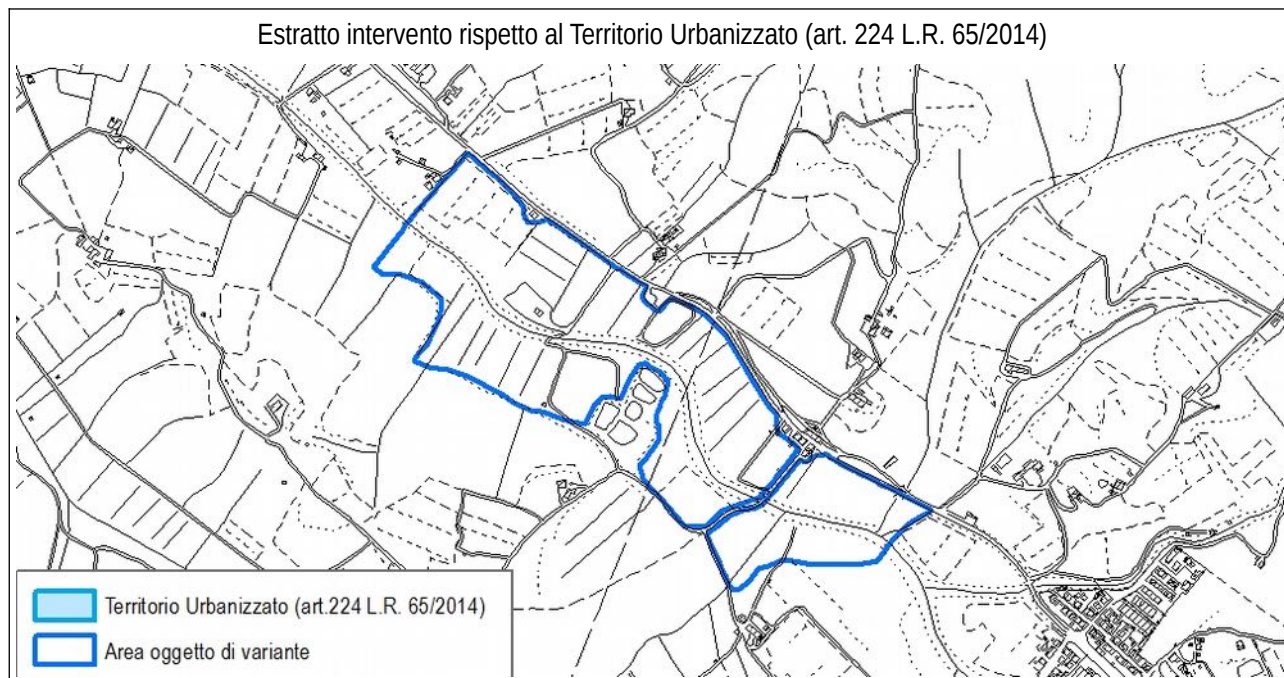 Estratto intervento rispetto al Territorio Urbanizzato (art. 224 L.R. 65/2014)
Territorio Urbanizzato (art.224 L.R. 65/2014)
Area oggetto di variante